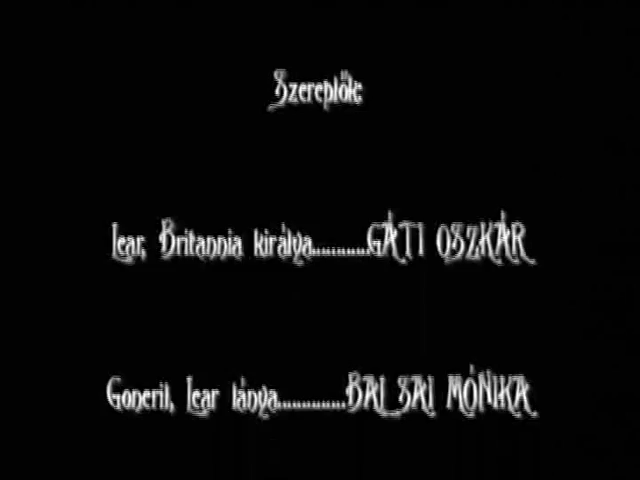 Szereplők:
Lear, Britannia királya...........GÁTI OSZKÁR
Goneril, Lear lánya..............BALSAI MÓNIKA